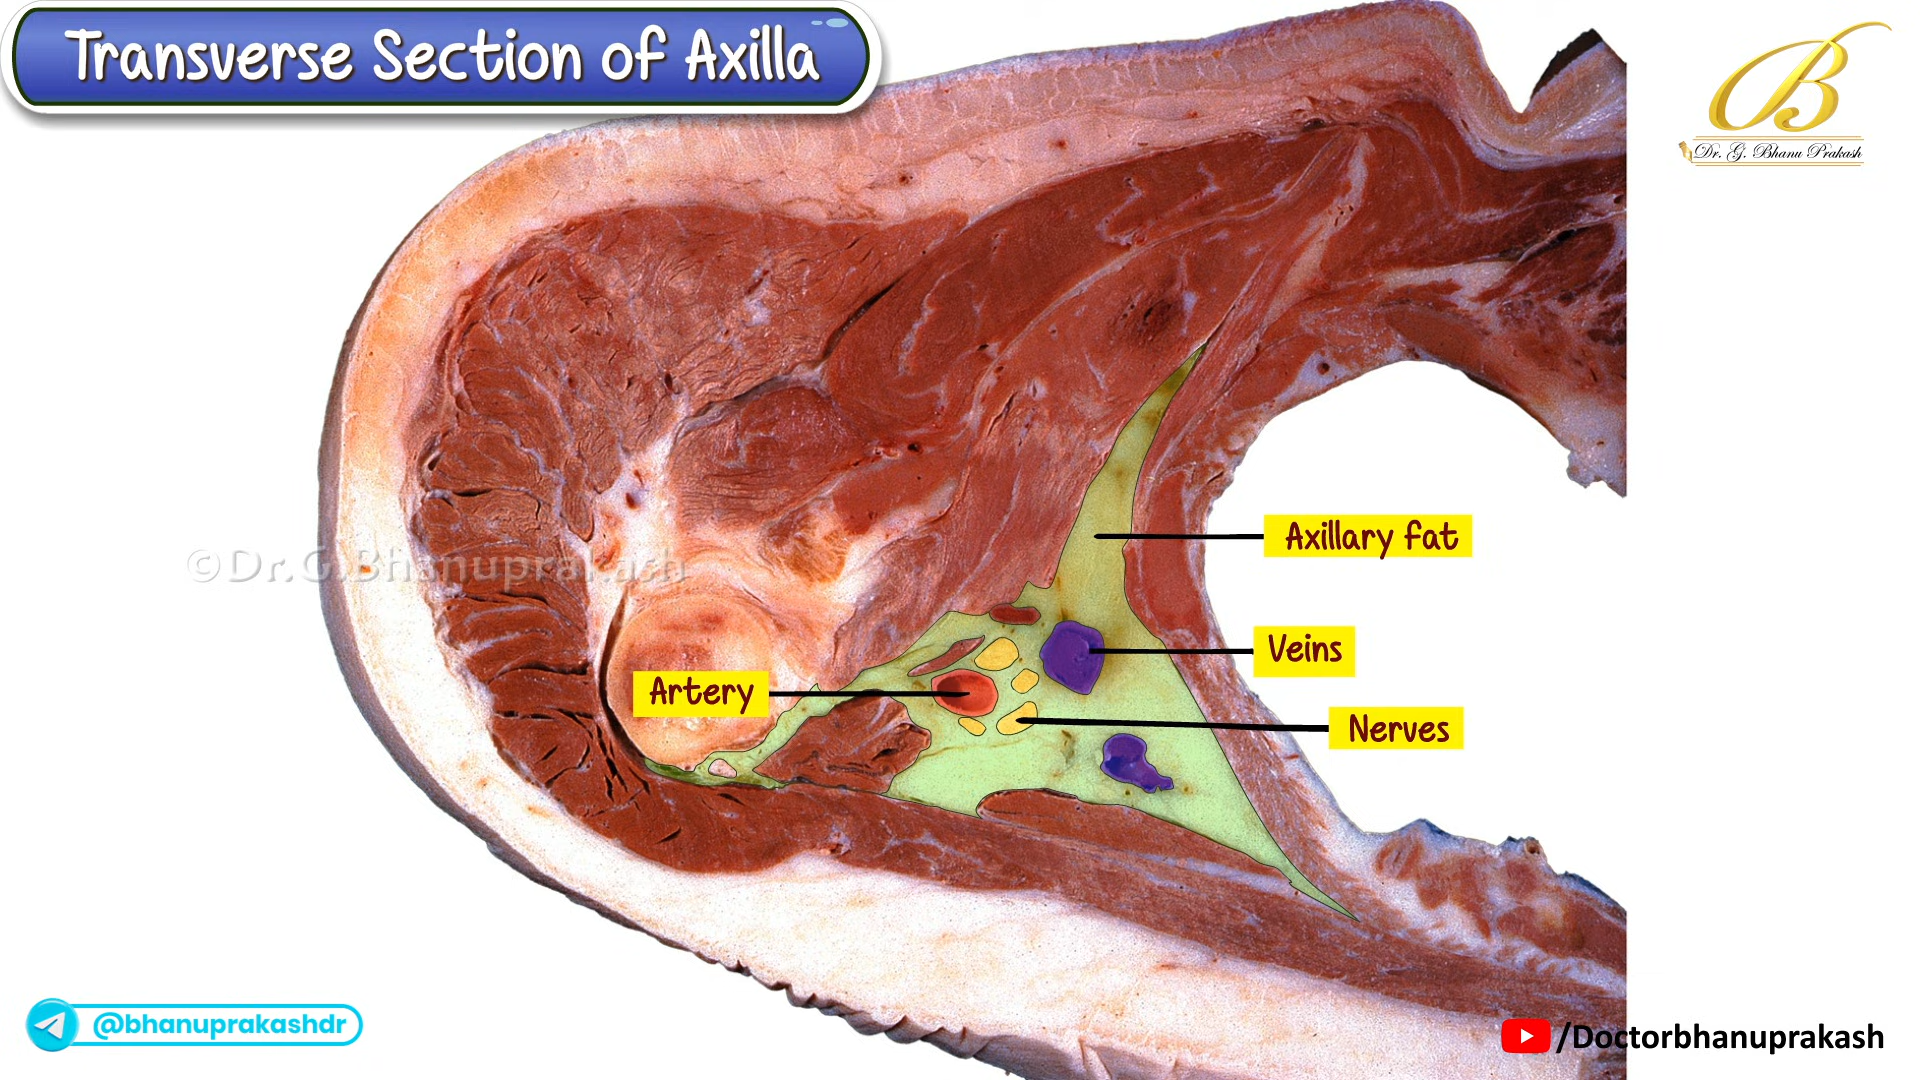 Transverse Section of Axilla
B
Dr. G. Bhanu Prakash
Axillary fat
©Dr.G.Bhanuprakash
Veins
Artery
Nerves
@bhanuprakashdr
/Doctorbhanuprakash